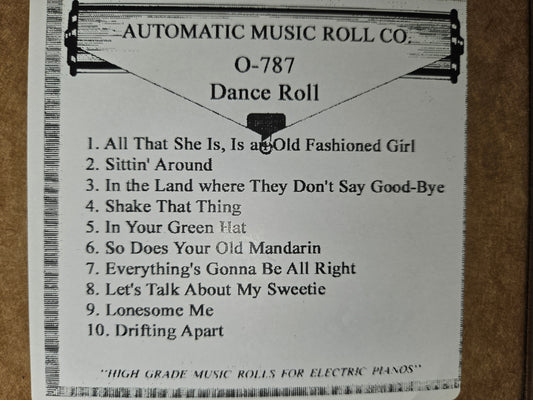 AUTOMATIC MUSIC ROLL CO.
O-787
Dance Roll
1. All That She Is, Is an Old Fashioned Girl
2. Sittin' Around
3. In the Land where They Don't Say Good-Bye
4. Shake That Thing
5. In Your Green Hat
6. So Does Your Old Mandarin
7. Everything's Gonna Be All Right
8. Let's Talk About My Sweetie
9. Lonesome Me
10. Drifting Apart
"HIGH GRADE MUSIC ROLLS FOR ELECTRIC PIANOS"